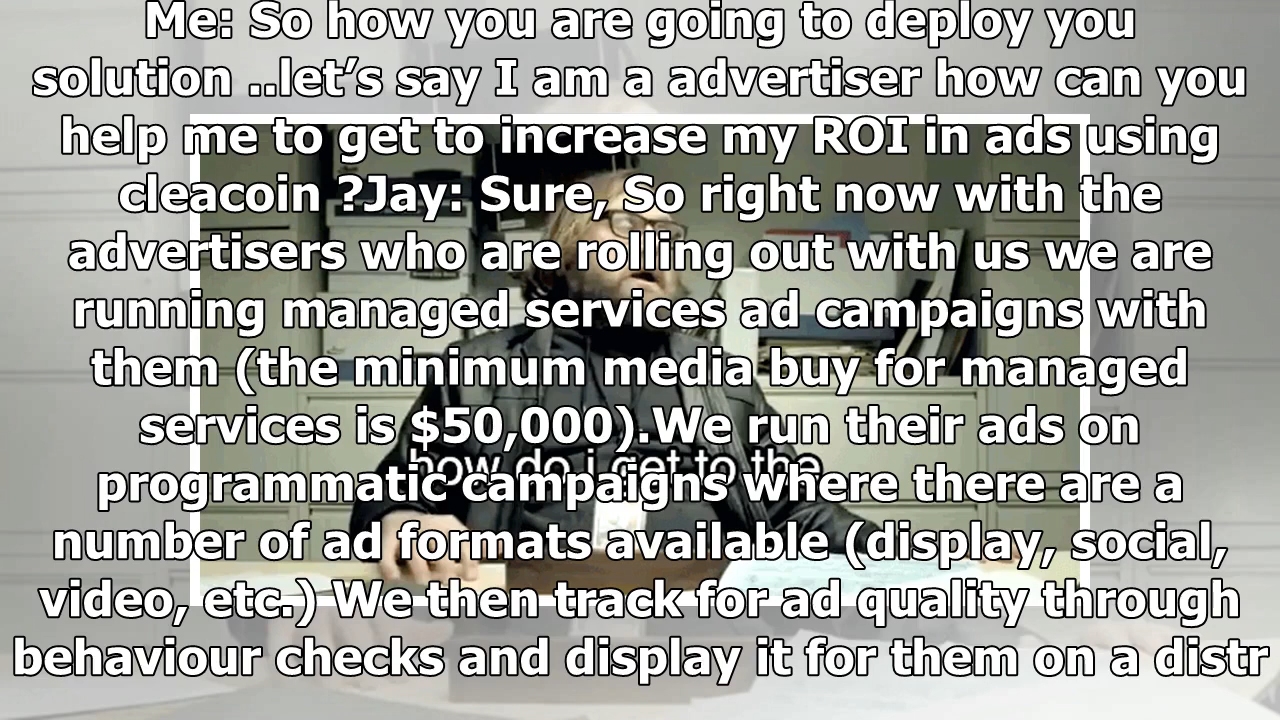 Me: So how you are going to deploy you
solution ..let’s say I am a advertiser how can you
help me to get to increase my ROI in ads using
cleacoin ?Jay: Sure, So right now with the
advertisers who are rolling out with us we are
running managed services ad campaigns with
them (the minimum media buy for managed
services is $50,000).We run their ads on
how do i get to the
programmatic campaigns where there are a
number of ad formats available (display, social,
video, etc.) We then track for ad quality through
behaviour checks and display it for them on a distr